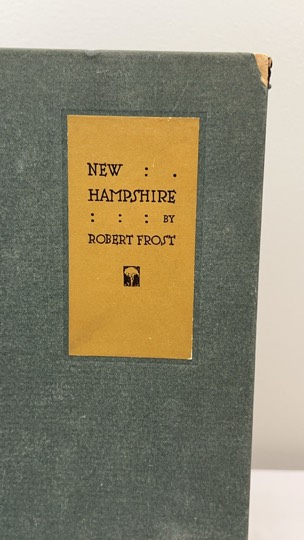 NEW : .
HAMPSHIRE
: : : BY
ROBERT FROST